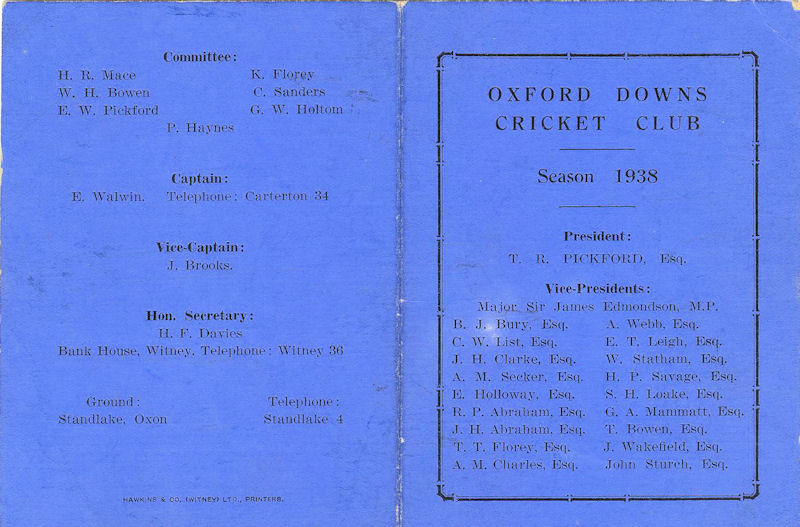 Committee:
H. R. Mace K. Florey
W. H. Bowen C. Sanders
E. W. Pickford G. W. Holtom
P. Haynes
Captain:
E. Walwin. Telephone: Carterton 34
Vice-Captain:
J. Brooks.
Hon. Secretary:
H. F. Davies
Bank House, Witney, Telephone: Witney 36
Ground: Telephone:
Standlake, Oxon Standlake 4
HAWKINS & CO. (WITNEY) LTD., PRINTERS.
OXFORD DOWNS
CRICKET CLUB
Season 1938
President:
T. R. PICKFORD, Esq.
Vice-Presidents:
Major Sir James Edmondson, M.P.
B. J. Bury, Esq. A. Webb, Esq.
C. W. List, Esq. E. T. Leigh, Esq.
J. H. Clarke, Esq. W. Statham, Esq.
A. M. Secker, Esq. H. P. Savage, Esq.
E. Holloway, Esq. S. H. Loake, Esq.
R. P. Abraham, Esq. G. A. Mammatt, Esq.
J. H. Abraham, Esq. T. Bowen, Esq.
T. T. Florey, Esq. J. Wakefield, Esq.
A. M. Charles, Esq. John Sturch, Esq.